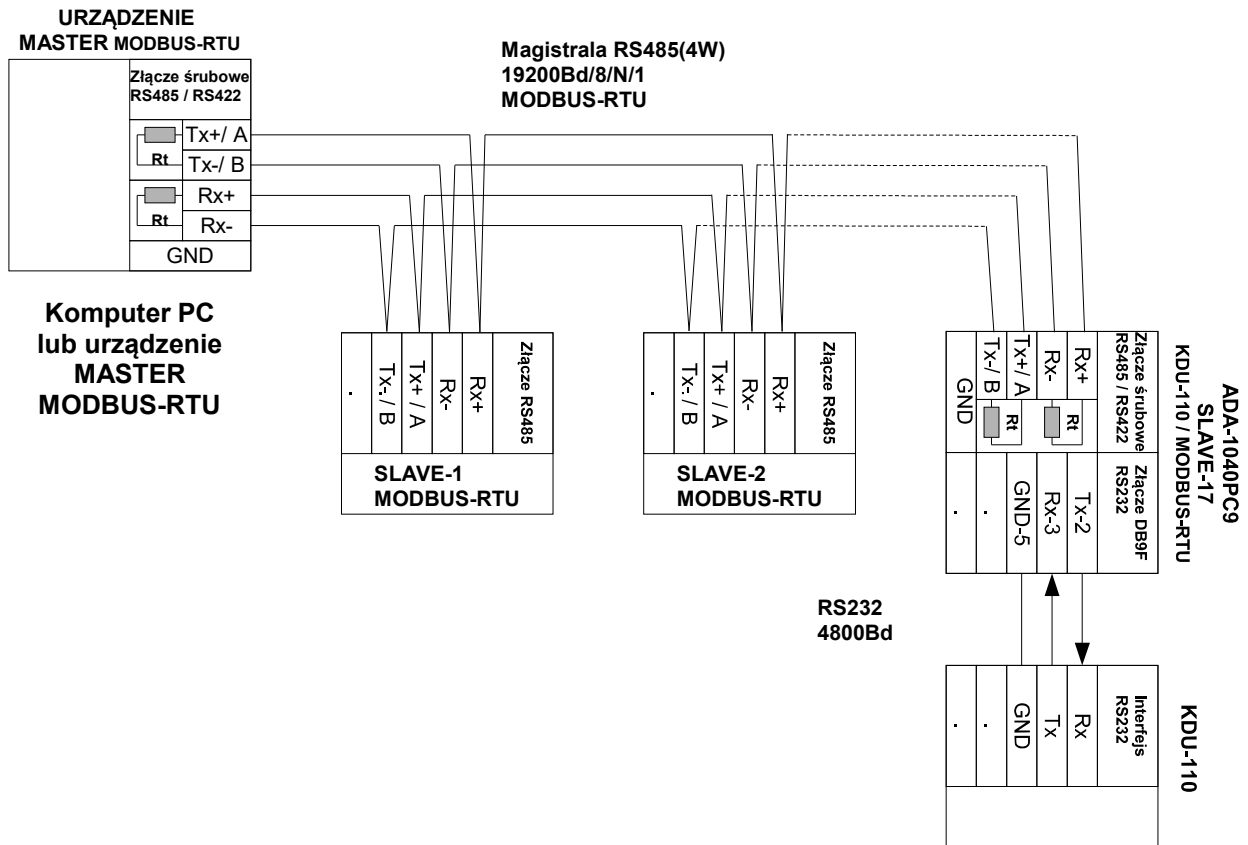 URZĄDZENIE
MASTER MODBUS-RTU
Złącze śrubowe
RS485 / RS422
Tx+/ A
Rt
Tx-/ B
Rx+
Rt
Rx-
GND
Komputer PC
lub urządzenie
MASTER
MODBUS-RTU
Magistrala RS485(4W)
19200Bd/8/N/1
MODBUS-RTU
.
Tx-. / B
Tx+ / A
Rx-
Rx+
Złącze RS485
SLAVE-1
MODBUS-RTU
.
Tx-. / B
Tx+ / A
Rx-
Rx+
Złącze RS485
SLAVE-2
MODBUS-RTU
GND
Tx-/ B
Tx+/ A
Rx-
Rx+
Złącze śrubowe
RS485 / RS422
Rt
Rt
.
.
GND-5
Rx-3
Tx-2
Złącze DB9F
RS232
ADA-1040PC9
SLAVE-17
KDU-110 / MODBUS-RTU
RS232
4800Bd
.
.
GND
Tx
Rx
Interfejs
RS232
KDU-110